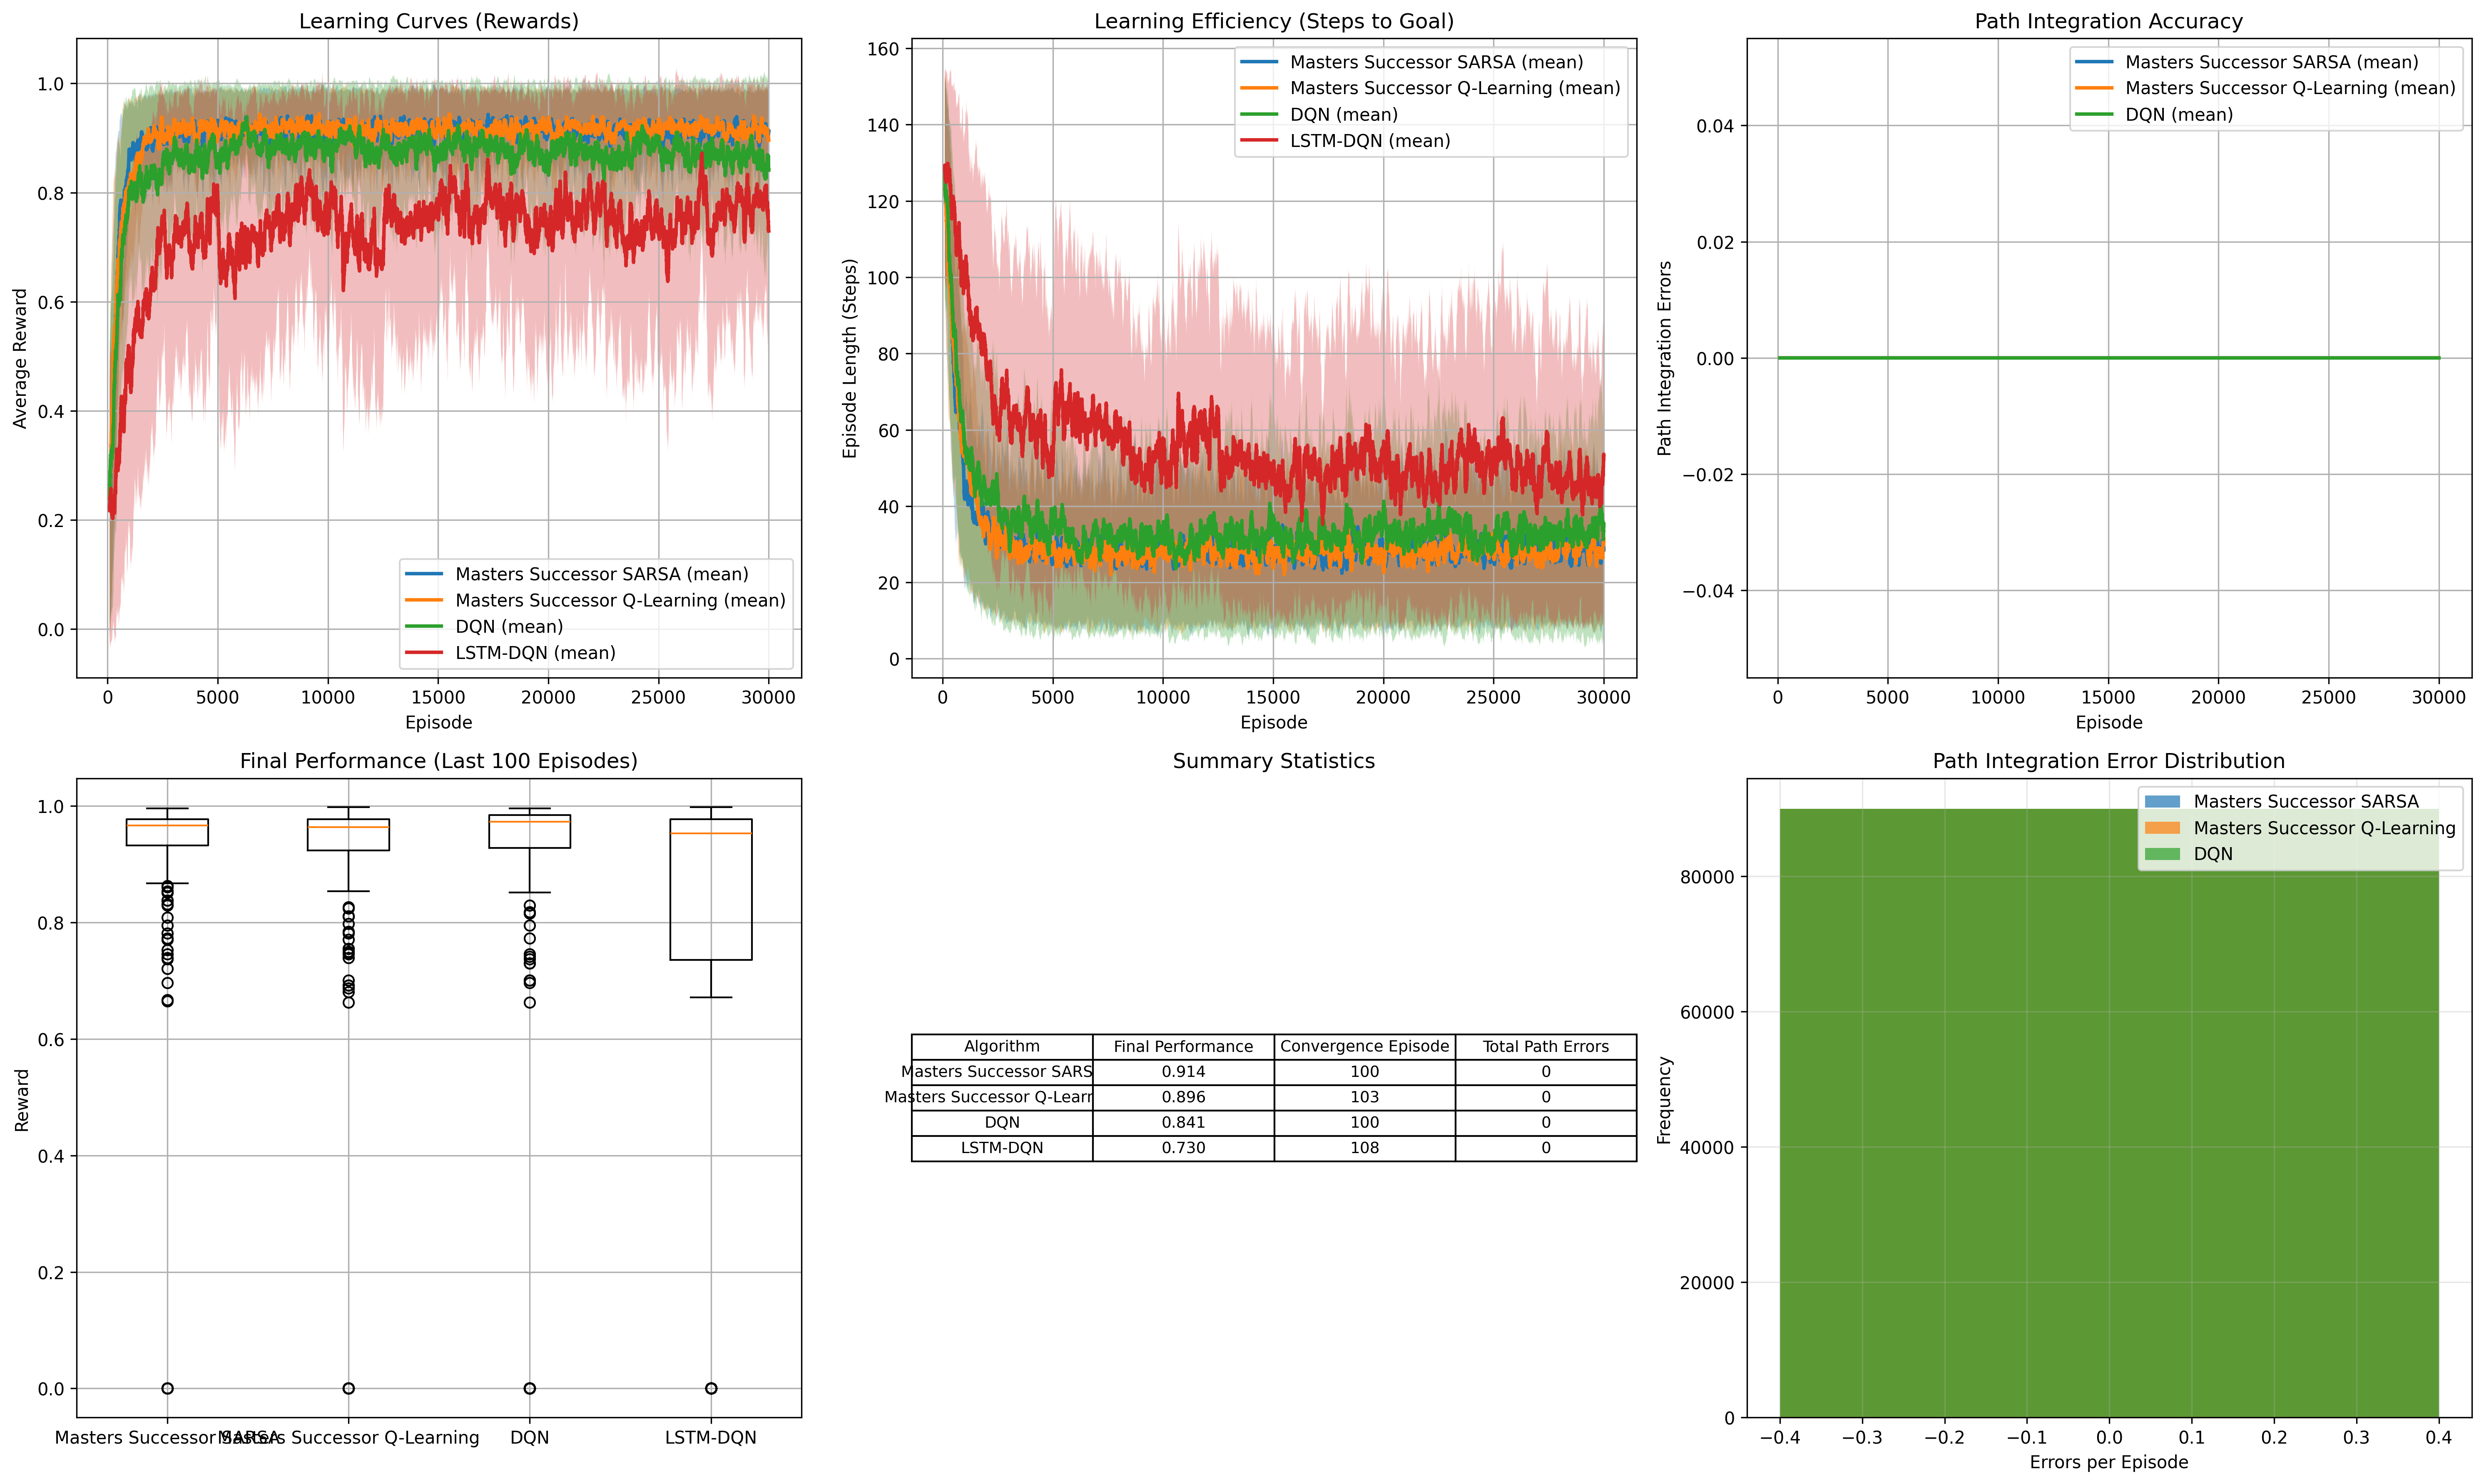 Learning Curves (Rewards)
1.0
0.8
0.6
0.4
0.2
0.0
Average Reward
Masters Successor SARSA (mean)
Masters Successor Q-Learning (mean)
DQN (mean)
LSTM-DQN (mean)
0 5000 10000 15000 20000 25000 30000
Episode
Learning Efficiency (Steps to Goal)
160
140
120
100
80
60
40
20
0
Episode Length (Steps)
Masters Successor SARSA (mean)
Masters Successor Q-Learning (mean)
DQN (mean)
LSTM-DQN (mean)
0 5000 10000 15000 20000 25000 30000
Episode
Path Integration Accuracy
0.04
0.02
0.00
−0.02
−0.04
Path Integration Errors
Masters Successor SARSA (mean)
Masters Successor Q-Learning (mean)
DQN (mean)
0 5000 10000 15000 20000 25000 30000
Episode
Final Performance (Last 100 Episodes)
1.0
0.8
0.6
0.4
0.2
0.0
Reward
Masters Successor SARSA Masters Successor Q-Learning DQN LSTM-DQN
Summary Statistics
Algorithm Final Performance Convergence Episode Total Path Errors
Masters Successor SARS 0.914 100 0
Masters Successor Q-Learr 0.896 103 0
DQN 0.841 100 0
LSTM-DQN 0.730 108 0
Path Integration Error Distribution
80000
60000
40000
20000
0
Frequency
Masters Successor SARSA
Masters Successor Q-Learning
DQN
−0.4 −0.3 −0.2 −0.1 0.0 0.1 0.2 0.3 0.4
Errors per Episode